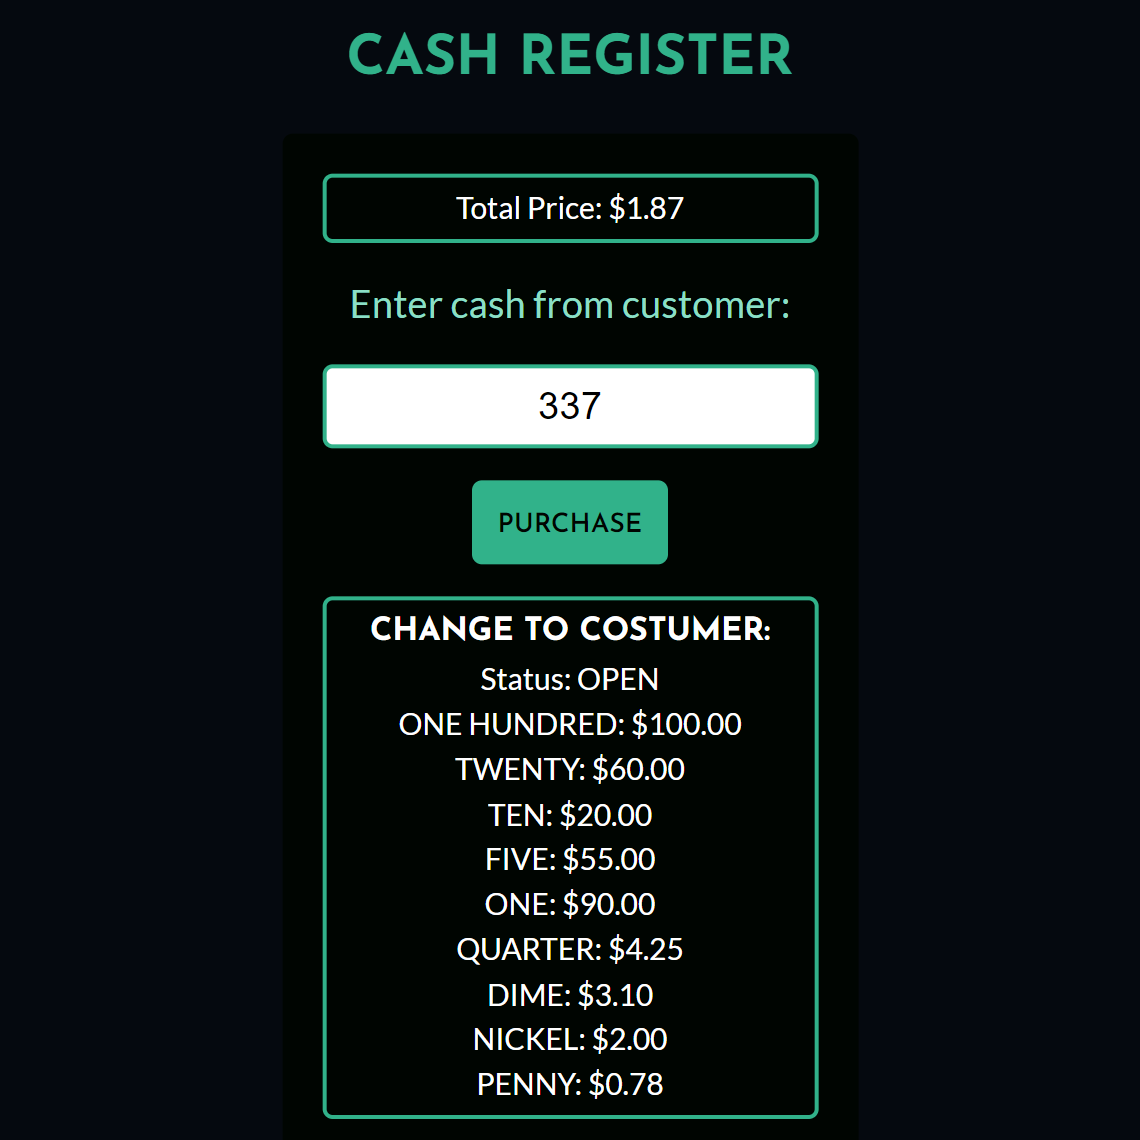 CASH REGISTER
Total Price: $1.87
Enter cash from customer:
337
PURCHASE
CHANGE TO COSTUMER:
Status: OPEN
ONE HUNDRED: $100.00
TWENTY: $60.00
TEN: $20.00
FIVE: $55.00
ONE: $90.00
QUARTER: $4.25
DIME: $3.10
NICKEL: $2.00
PENNY: $0.78